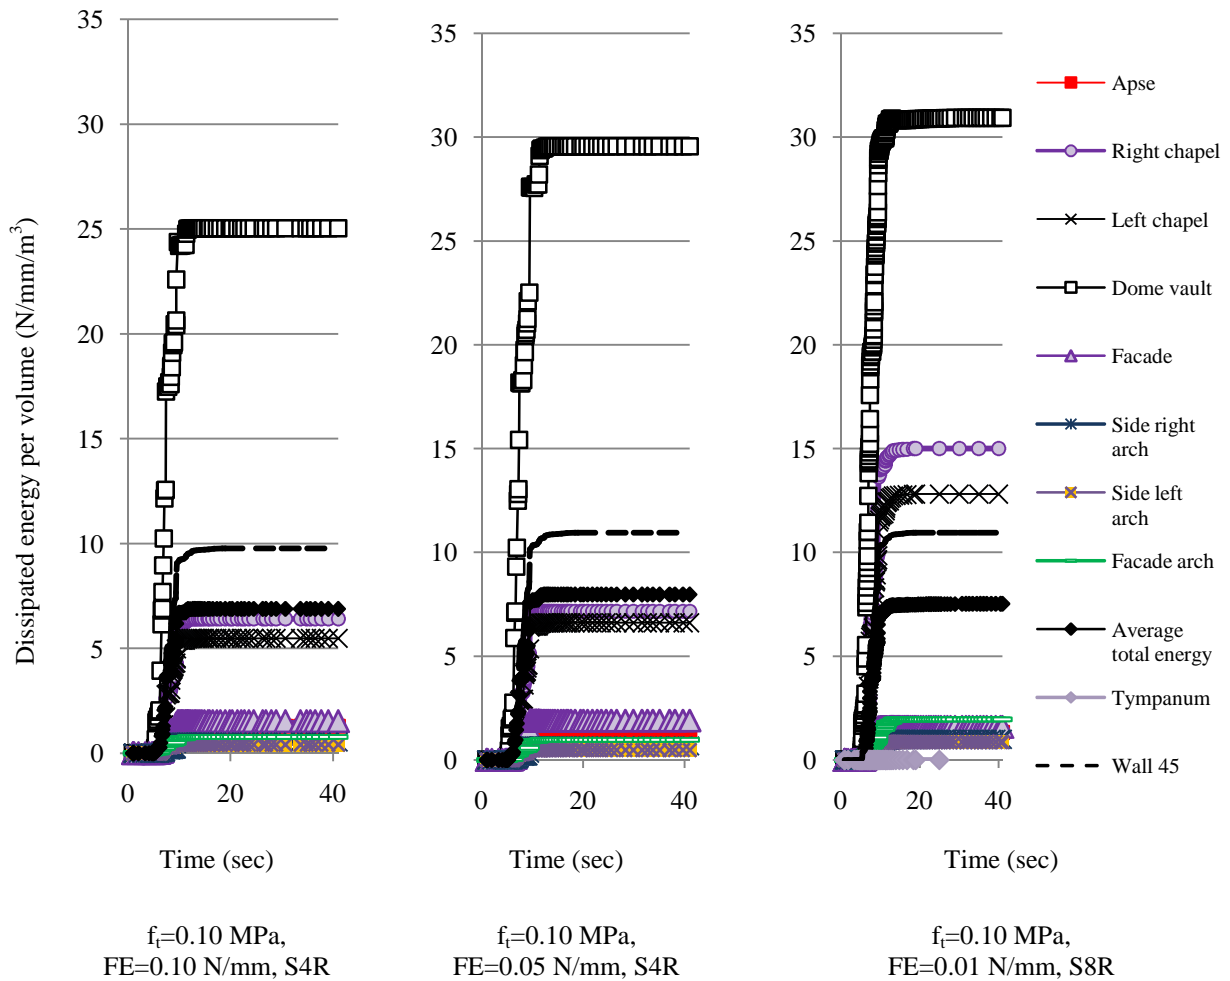 Dissipated energy per volume (N/mm/m³)
35
30
25
20
15
10
5
0
0 20 40
Time (sec)
fₜ=0.10 MPa,
FE=0.10 N/mm, S4R
35
30
25
20
15
10
5
0
0 20 40
Time (sec)
fₜ=0.10 MPa,
FE=0.05 N/mm, S4R
35
30
25
20
15
10
5
0
0 20 40
Time (sec)
fₜ=0.10 MPa,
FE=0.01 N/mm, S8R
Apse
Right chapel
Left chapel
Dome vault
Facade
Side right
arch
Side left
arch
Facade arch
Average
total energy
Tympanum
Wall 45